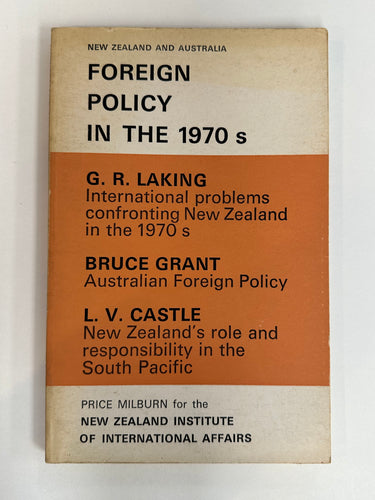 NEW ZEALAND AND AUSTRALIA
FOREIGN
POLICY
IN THE 1970 s
G. R. LAKING
International problems
confronting New Zealand
in the 1970 s
BRUCE GRANT
Australian Foreign Policy
L. V. CASTLE
New Zealand's role and
responsibility in the
South Pacific
PRICE MILBURN for the
NEW ZEALAND INSTITUTE
OF INTERNATIONAL AFFAIRS